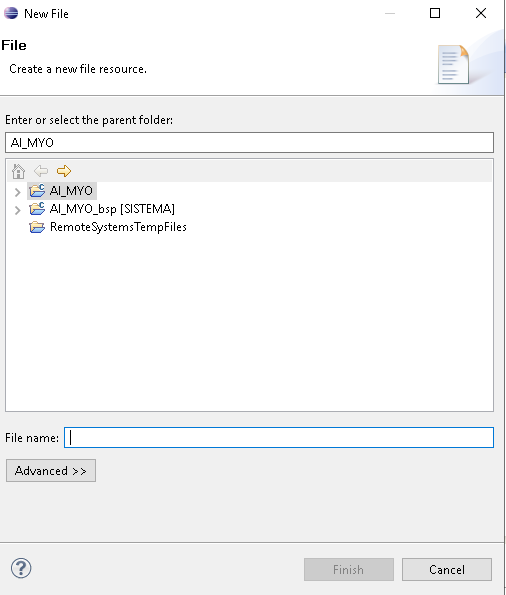 New File
File
Create a new file resource.
Enter or select the parent folder:
AI_MYO
AI_MYO
AI_MYO_bsp [SISTEMA]
RemoteSystemsTempFiles
File name:
Advanced >>
?
Finish Cancel